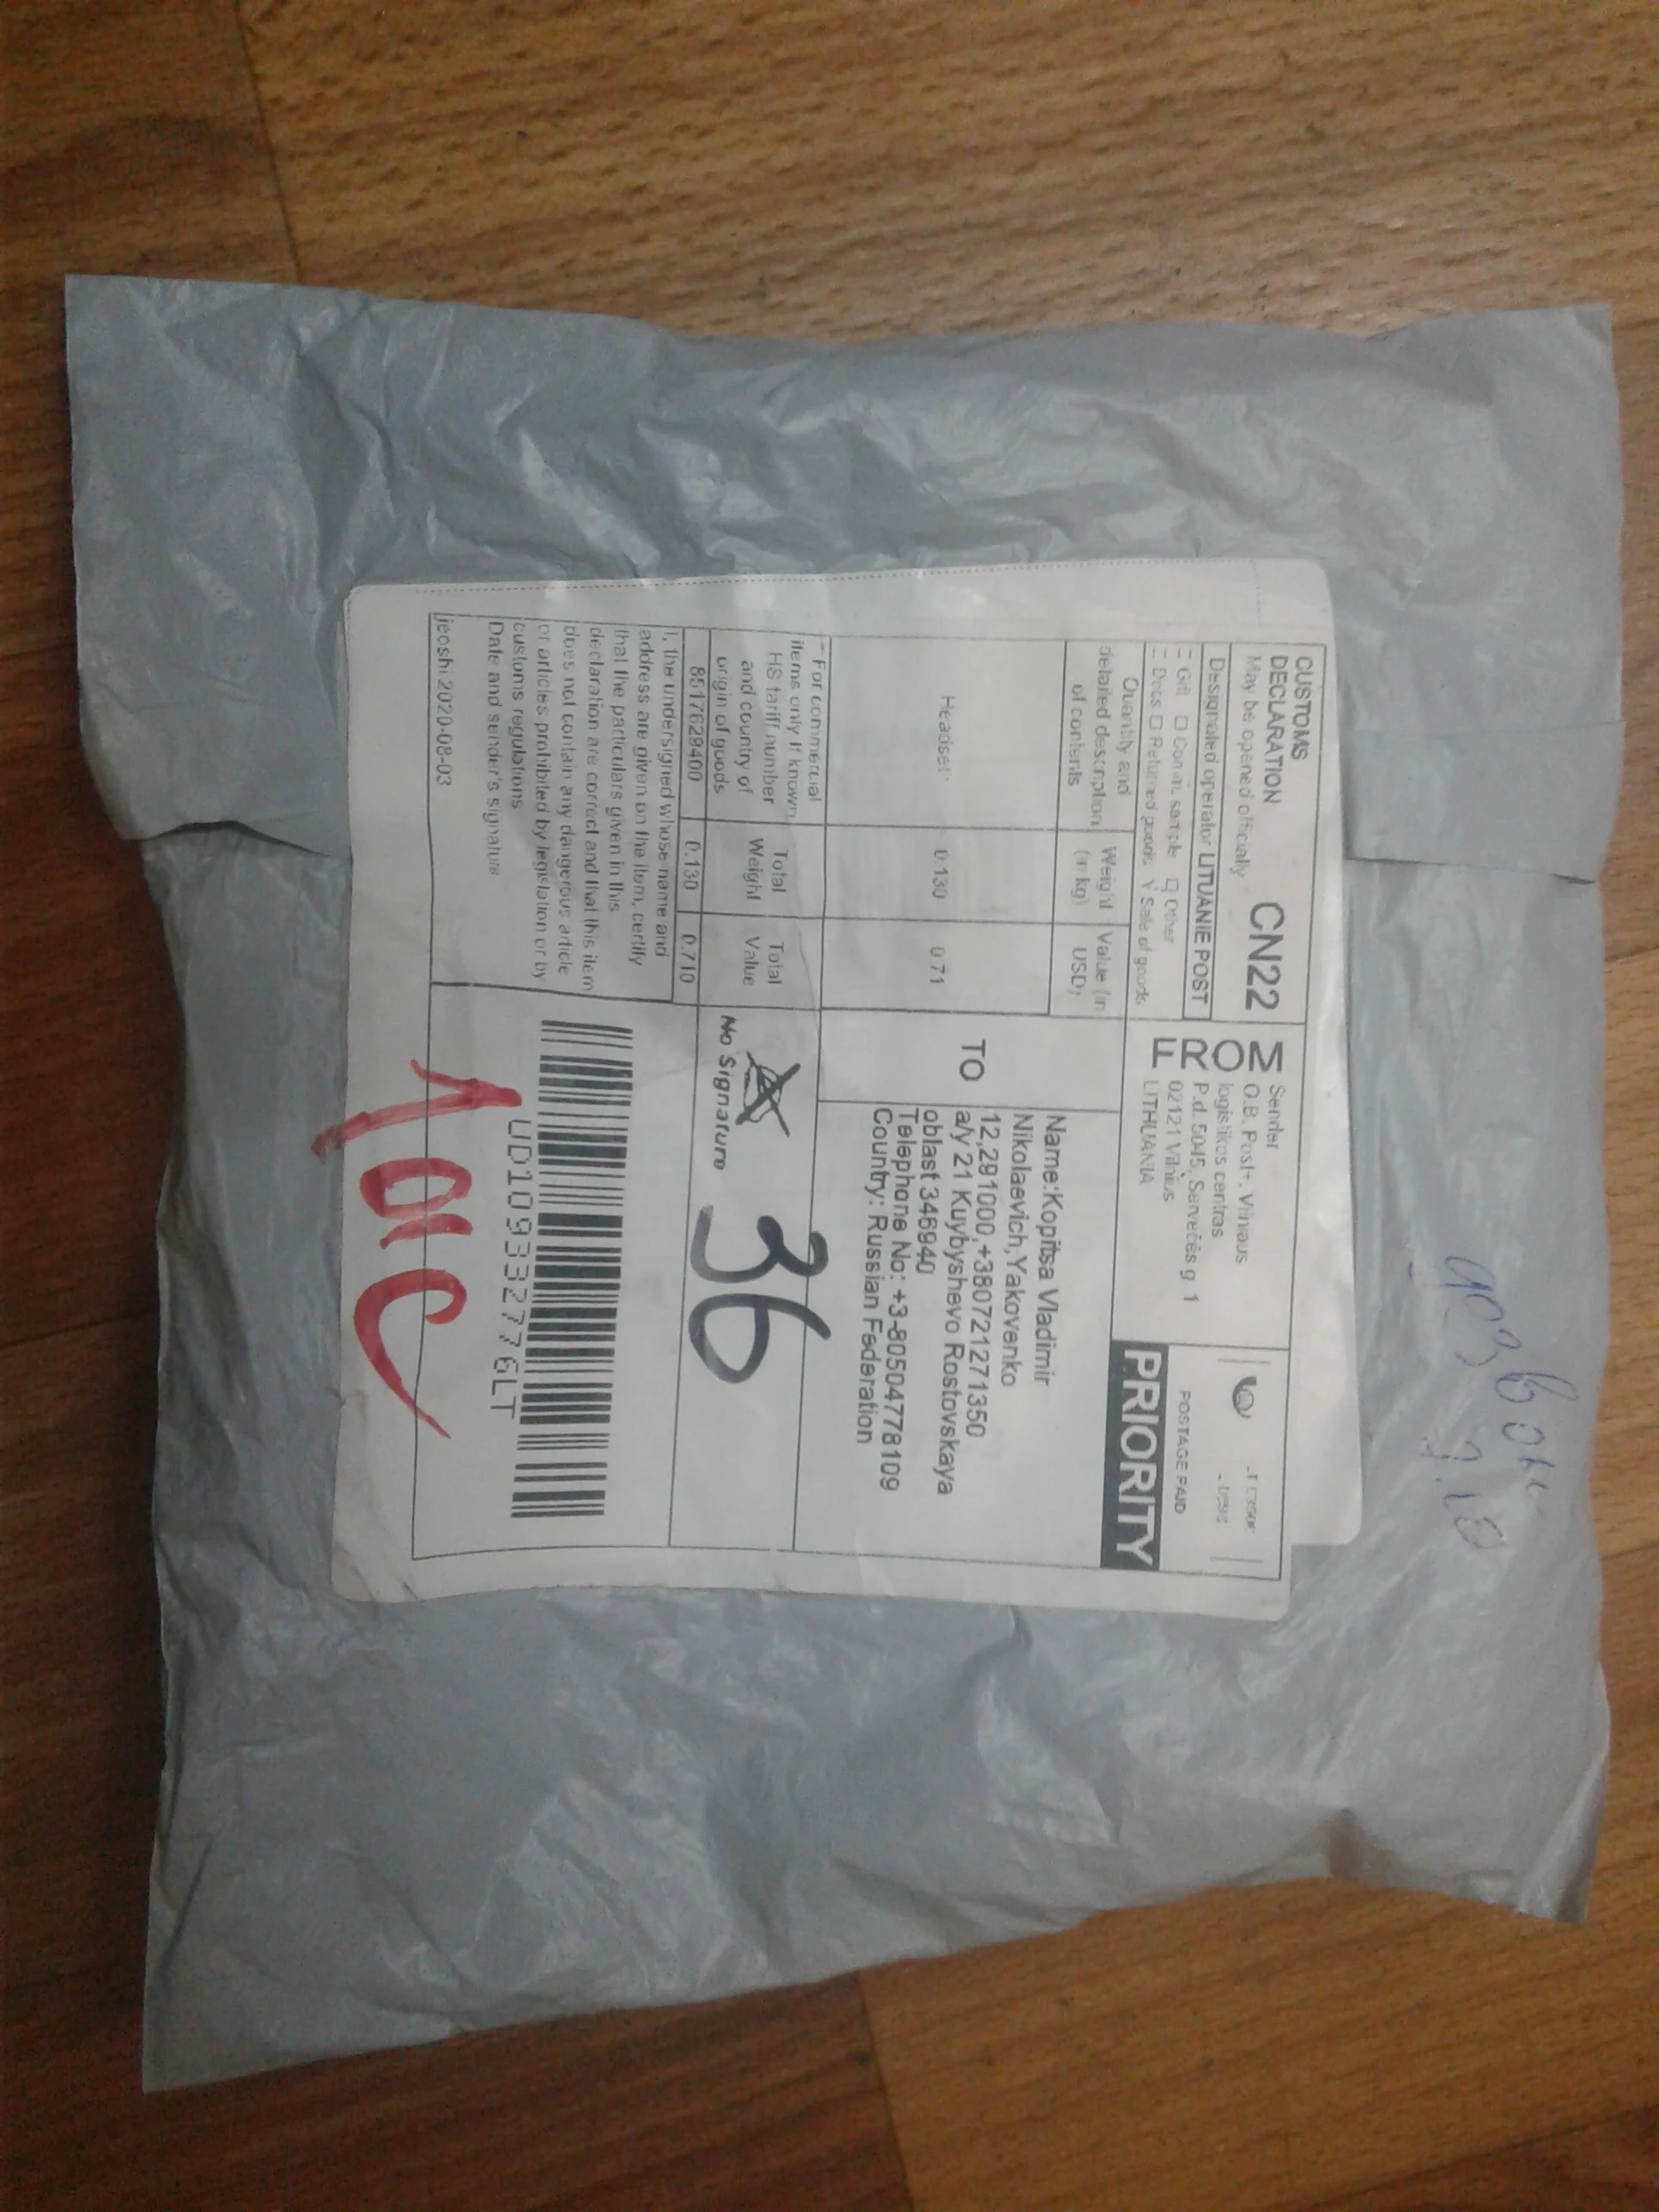 CUSTOMS
DECLARATION
May be opened officially
CN22
Designated operator LITUANIE POST
Gift Comm. sample Other
Docs Returned goods √ Sale of goods
Quantity and
detailed description
of contents
Weight
(in kg)
Value (in
USD)
Headset
0.130
0.71
For commercial
items only If known,
HS tariff number
and country of
origin of goods
Total
Weight
Total
Value
8517629400
0.130
0.710
I, the undersigned whose name and
address are given on the item, certify
that the particulars given in this
declaration are correct and that this item
does not contain any dangerous article
or articles prohibited by legislation or by
customs regulations
Date and sender's signature
jeoshi 2020-08-03
FROM
Sender
O.B. Post+, Vilniaus
logistikos centras
P.d. 5045, Servečės g 1
02121 Vilnius
LITHUANIA
POSTAGE PAID
PRIORITY
TO
Name:Kopitsa Vladimir
Nikolaevich,Yakovenko
12,291000,+380721271350
a/y 21 Kuybyshevo Rostovskaya
oblast 346940
Telephone No: +3-805047778109
Country: Russian Federation
No Signature
36
UD109332776LT